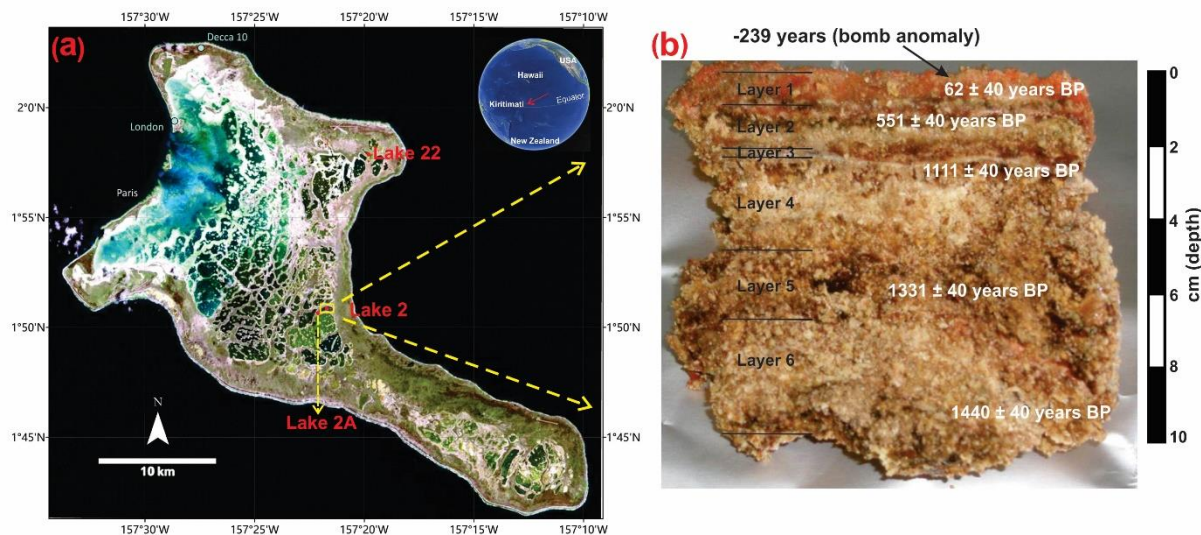 (a)
157°30'W 157°25'W 157°20'W 157°15'W 157°10'W
Decca 10
USA
Hawaii
Equator
Kiritimati
New Zealand
2°0'N
2°0'N
London
Lake 22
Paris
1°55'N
1°55'N
Lake 2
1°50'N
1°50'N
Lake 2A
N
1°45'N
1°45'N
10 km
157°30'W 157°25'W 157°20'W 157°15'W 157°10'W
(b)
-239 years (bomb anomaly)
Layer 1
62 ± 40 years BP
Layer 2
551 ± 40 years BP
Layer 3
1111 ± 40 years BP
Layer 4
Layer 5
1331 ± 40 years BP
Layer 6
1440 ± 40 years BP
0
2
4
6
8
10
cm (depth)